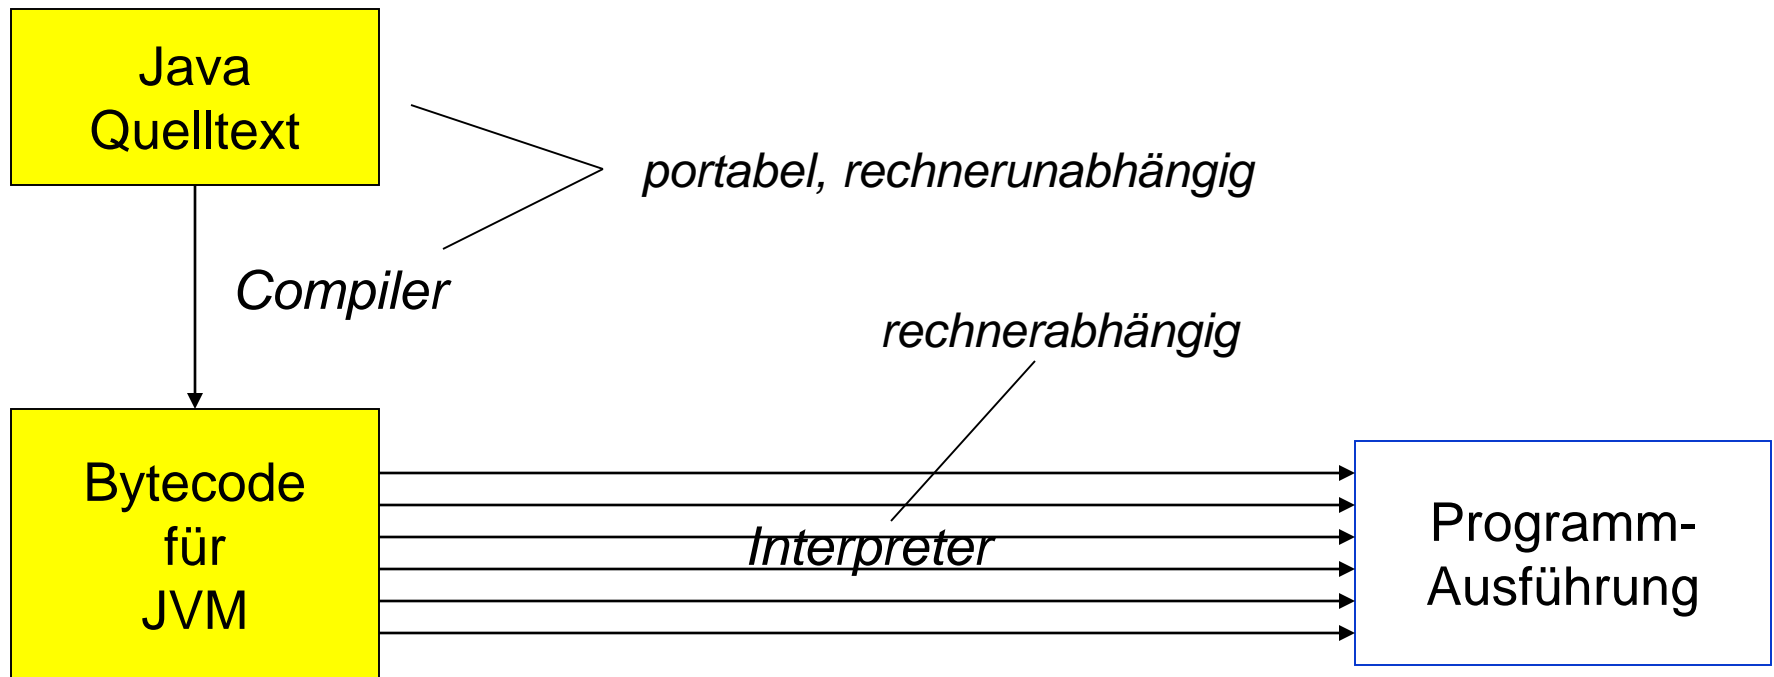 Java
Quelltext
portabel, rechnerunabhängig
Compiler
rechnerabhängig
Bytecode
für
JVM
Interpreter
Programm-
Ausführung